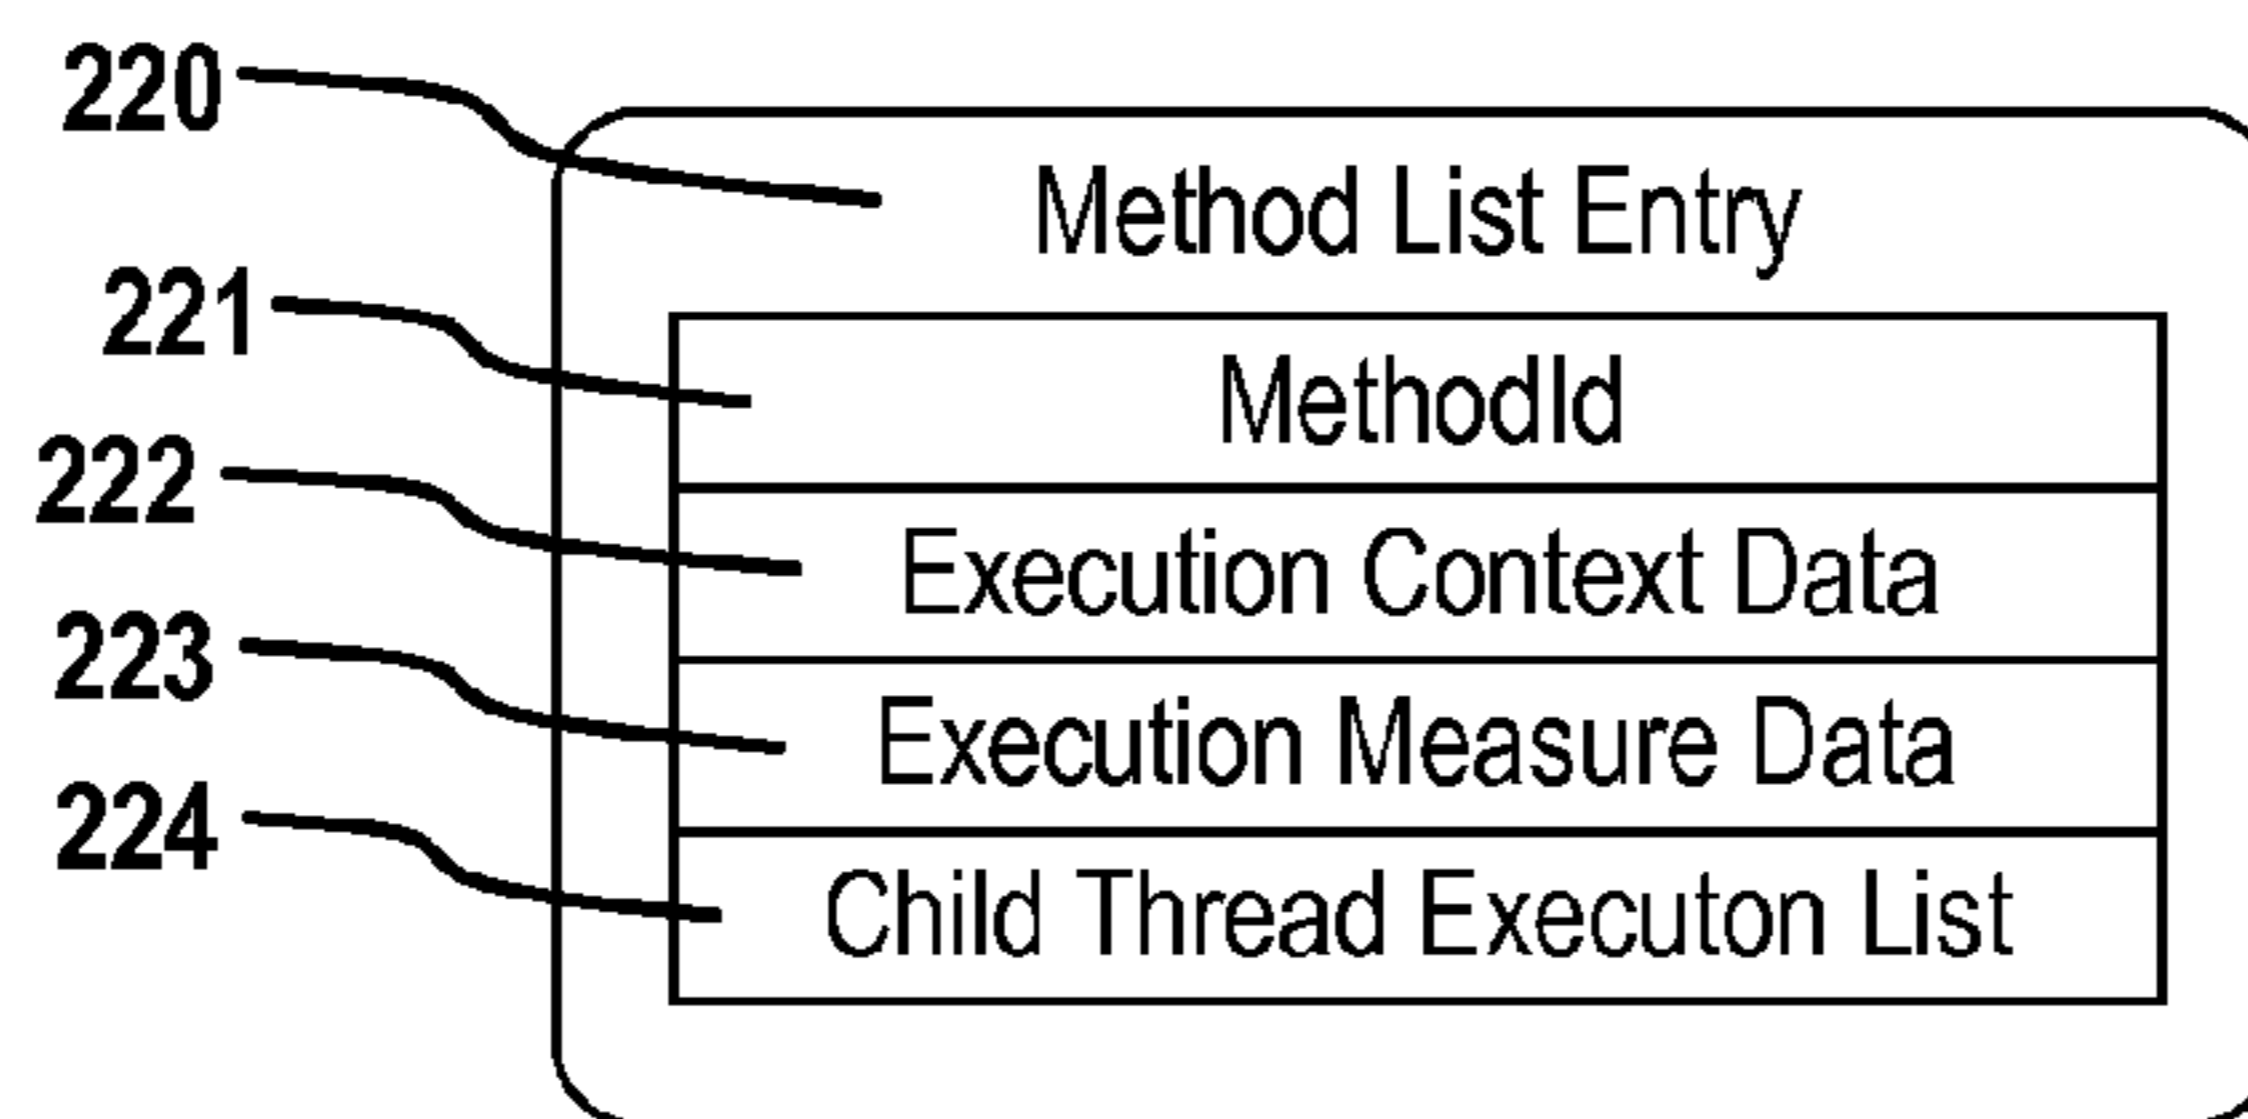 220
Method List Entry
221
MethodId
222
Execution Context Data
223
Execution Measure Data
224
Child Thread Executon List